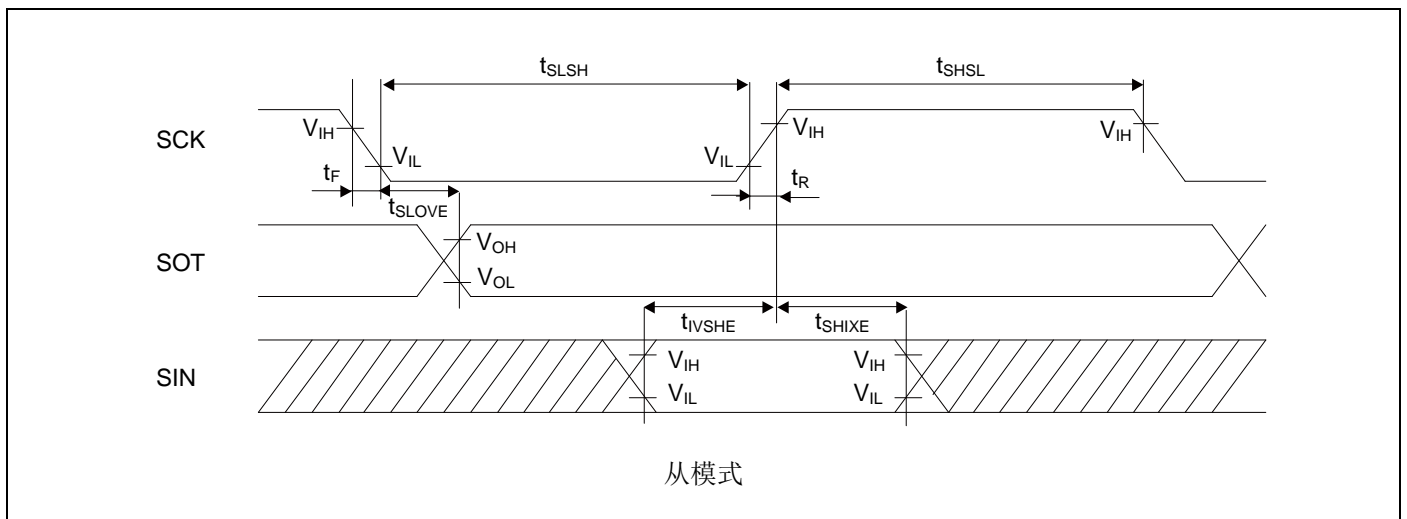 tSLSH
tSHSL
SCK
VIH
VIL
VIL
VIH
VIH
tF
tR
tSLOVE
SOT
VOH
VOL
tIVSHE
tSHIXE
SIN
VIH
VIL
VIH
VIL
从模式